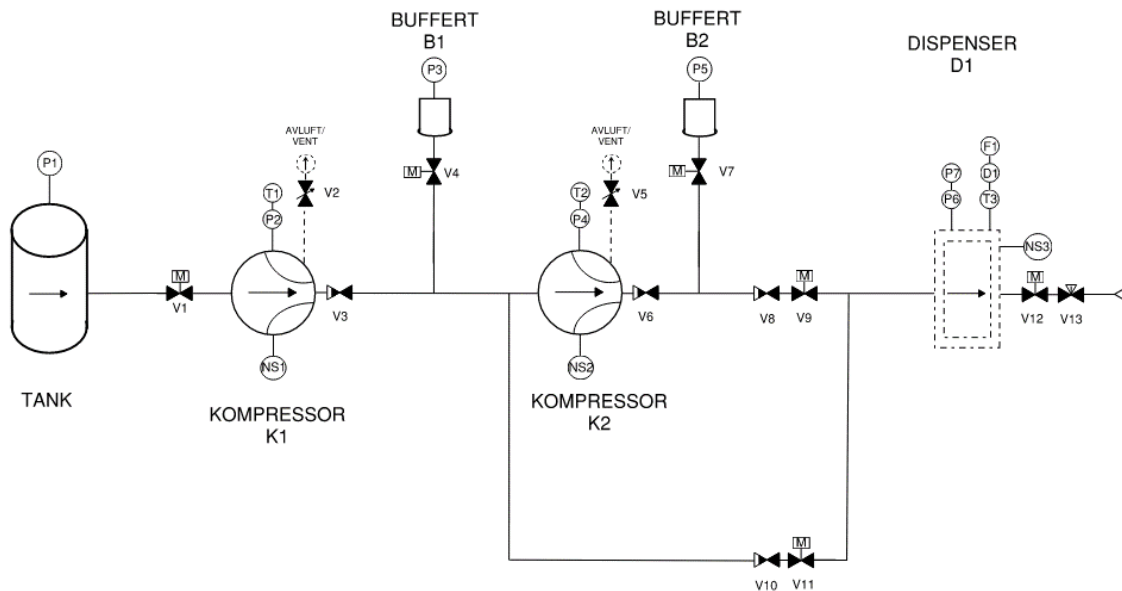 BUFFERT
B1
BUFFERT
B2
DISPENSER
D1
P3
P5
AVLUFT/
VENT
AVLUFT/
VENT
P1
M
V4
M
V7
F1
P7
D1
T1
V2
T2
V5
P6
T3
P2
P4
NS3
M
M
M
V1
V3
V6
V8
V9
V12
V13
NS1
NS2
TANK
KOMPRESSOR
K1
KOMPRESSOR
K2
M
V10
V11